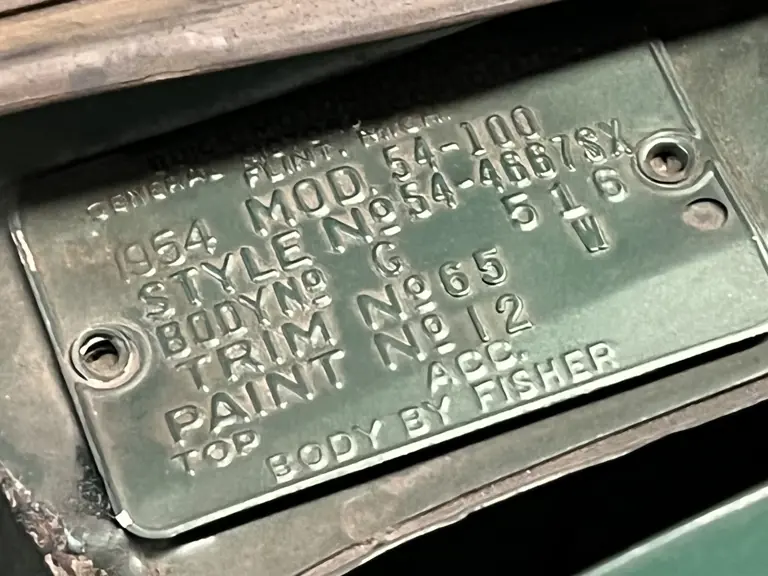 GENERAL
FLINT, MICH.
1954 MOD. 54-100
STYLE Nº 54-4667SX
BODY Nº G 516
TRIM Nº 65 W
PAINT Nº 12
TOP ACC.
BODY BY FISHER